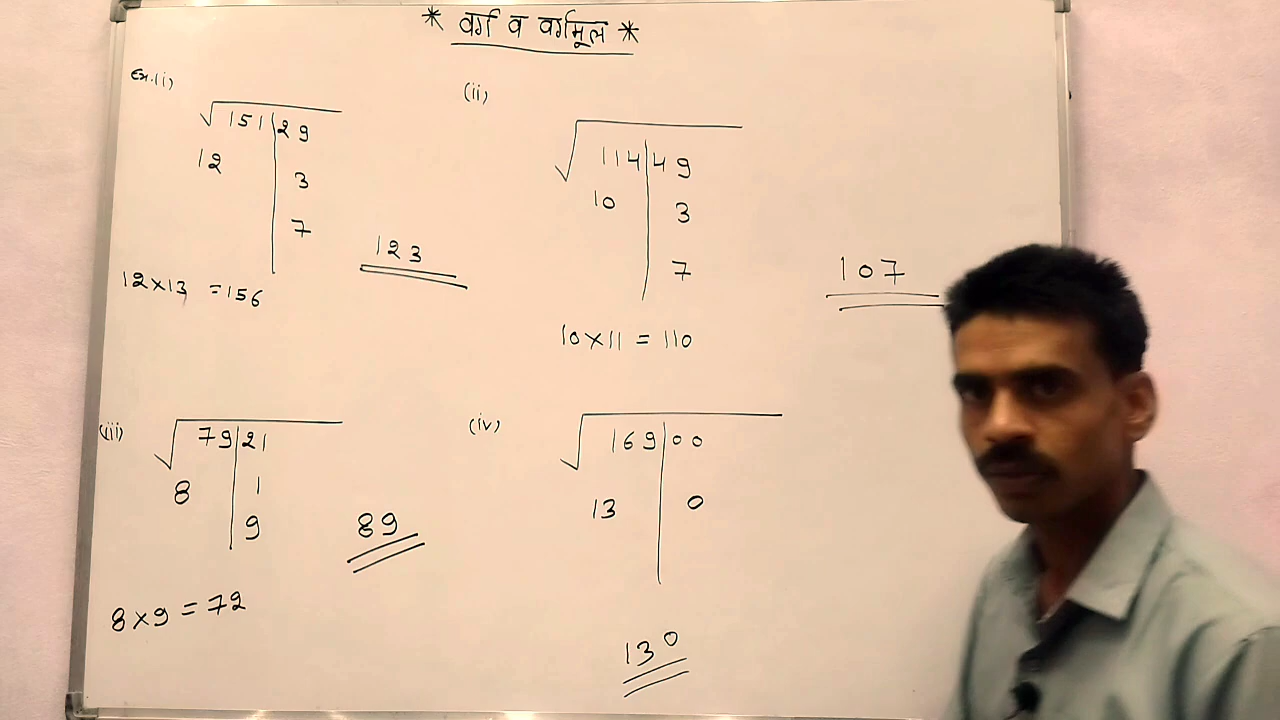 * वर्ग व वर्गमूल *
Ex.(i)
√151|29
12
3
7
123
12×13 =156
(ii)
√114|49
10
3
7
107
10×11 = 110
(iii)
√79|21
8
1
9
89
8×9 = 72
(iv)
√169|00
13
0
130